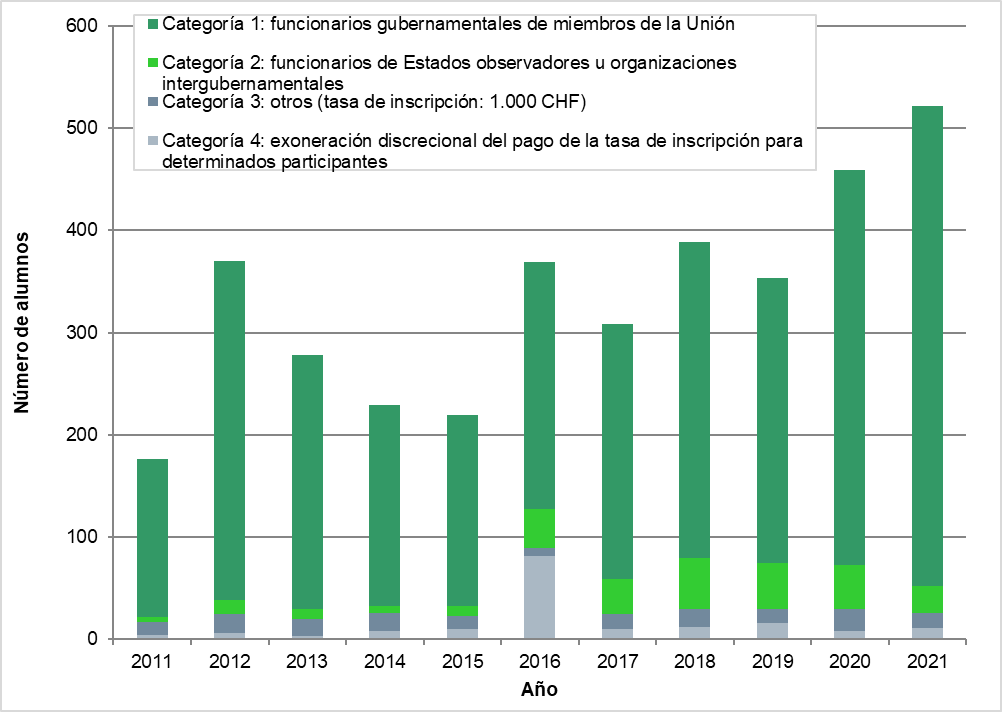 600
500
400
300
200
100
0
Número de alumnos
Categoría 1: funcionarios gubernamentales de miembros de la Unión
Categoría 2: funcionarios de Estados observadores u organizaciones
intergubernamentales
Categoría 3: otros (tasa de inscripción: 1.000 CHF)
Categoría 4: exoneración discrecional del pago de la tasa de inscripción para
determinados participantes
2011 2012 2013 2014 2015 2016 2017 2018 2019 2020 2021
Año